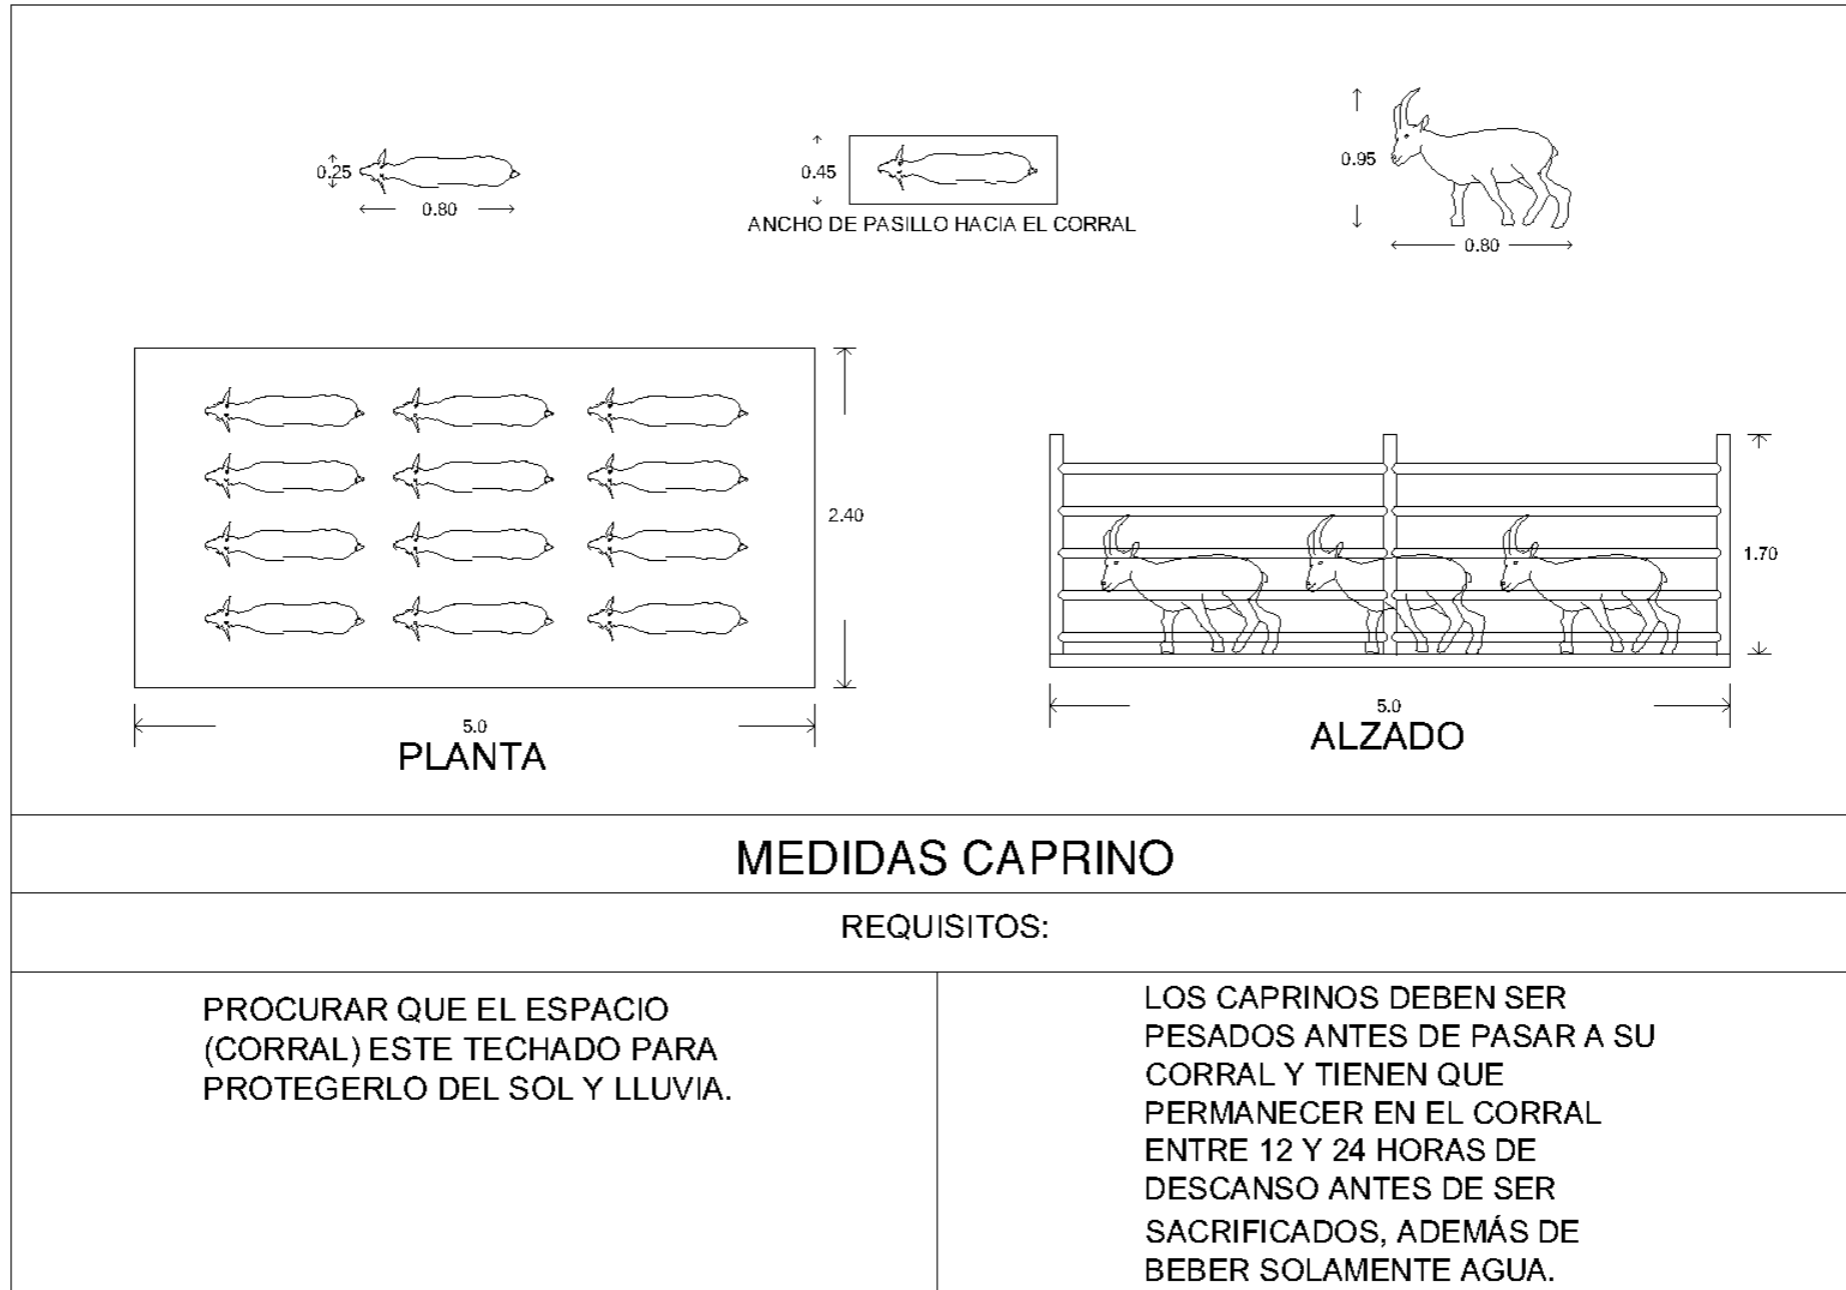 0.25
0.80
0.45
ANCHO DE PASILLO HACIA EL CORRAL
0.95
0.80
2.40
5.0
PLANTA
1.70
5.0
ALZADO
MEDIDAS CAPRINO
REQUISITOS:
PROCURAR QUE EL ESPACIO
(CORRAL) ESTE TECHADO PARA
PROTEGERLO DEL SOL Y LLUVIA.
LOS CAPRINOS DEBEN SER
PESADOS ANTES DE PASAR A SU
CORRAL Y TIENEN QUE
PERMANECER EN EL CORRAL
ENTRE 12 Y 24 HORAS DE
DESCANSO ANTES DE SER
SACRIFICADOS, ADEMÁS DE
BEBER SOLAMENTE AGUA.